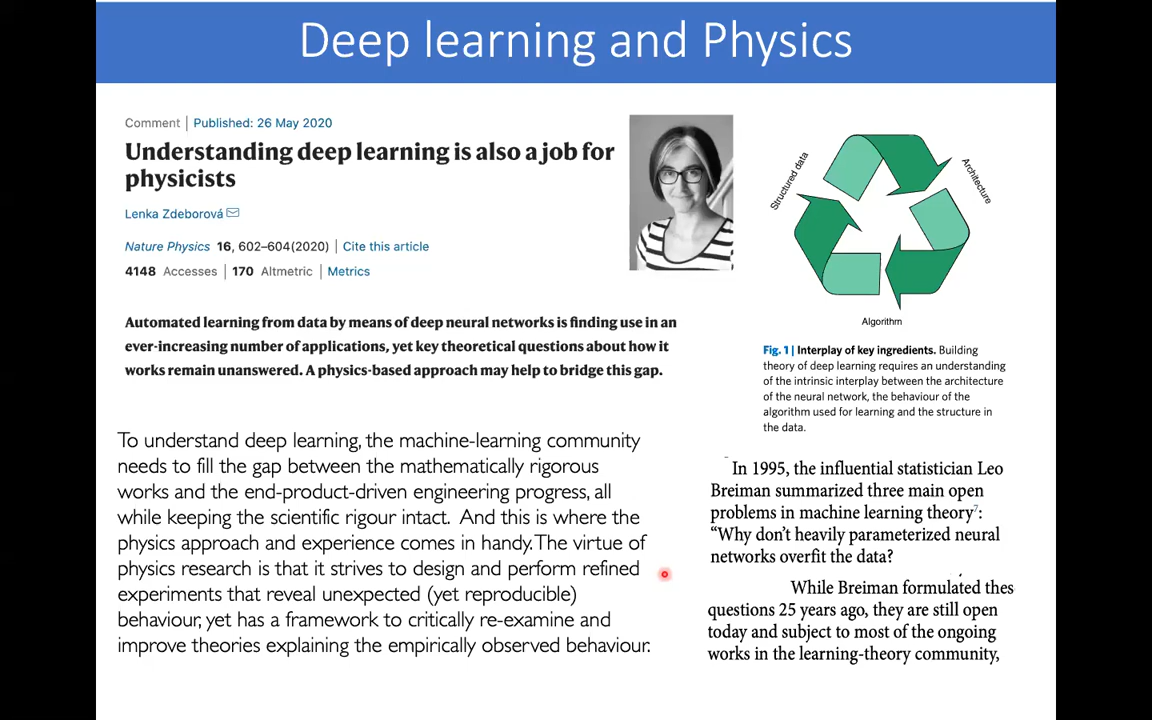 Deep learning and Physics
Comment | Published: 26 May 2020
Understanding deep learning is also a job for
physicists
Lenka Zdeborová
Nature Physics 16, 602–604(2020) | Cite this article
4148 Accesses | 170 Altmetric | Metrics
Automated learning from data by means of deep neural networks is finding use in an
ever-increasing number of applications, yet key theoretical questions about how it
works remain unanswered. A physics-based approach may help to bridge this gap.
To understand deep learning, the machine-learning community
needs to fill the gap between the mathematically rigorous
works and the end-product-driven engineering progress, all
while keeping the scientific rigour intact. And this is where the
physics approach and experience comes in handy. The virtue of
physics research is that it strives to design and perform refined
experiments that reveal unexpected (yet reproducible)
behaviour, yet has a framework to critically re-examine and
improve theories explaining the empirically observed behaviour.
Structured data
Architecture
Algorithm
Fig. 1 | Interplay of key ingredients. Building
theory of deep learning requires an understanding
of the intrinsic interplay between the architecture
of the neural network, the behaviour of the
algorithm used for learning and the structure in
the data.
In 1995, the influential statistician Leo
Breiman summarized three main open
problems in machine learning theory⁷:
“Why don’t heavily parameterized neural
networks overfit the data?
While Breiman formulated thes
questions 25 years ago, they are still open
today and subject to most of the ongoing
works in the learning-theory community,